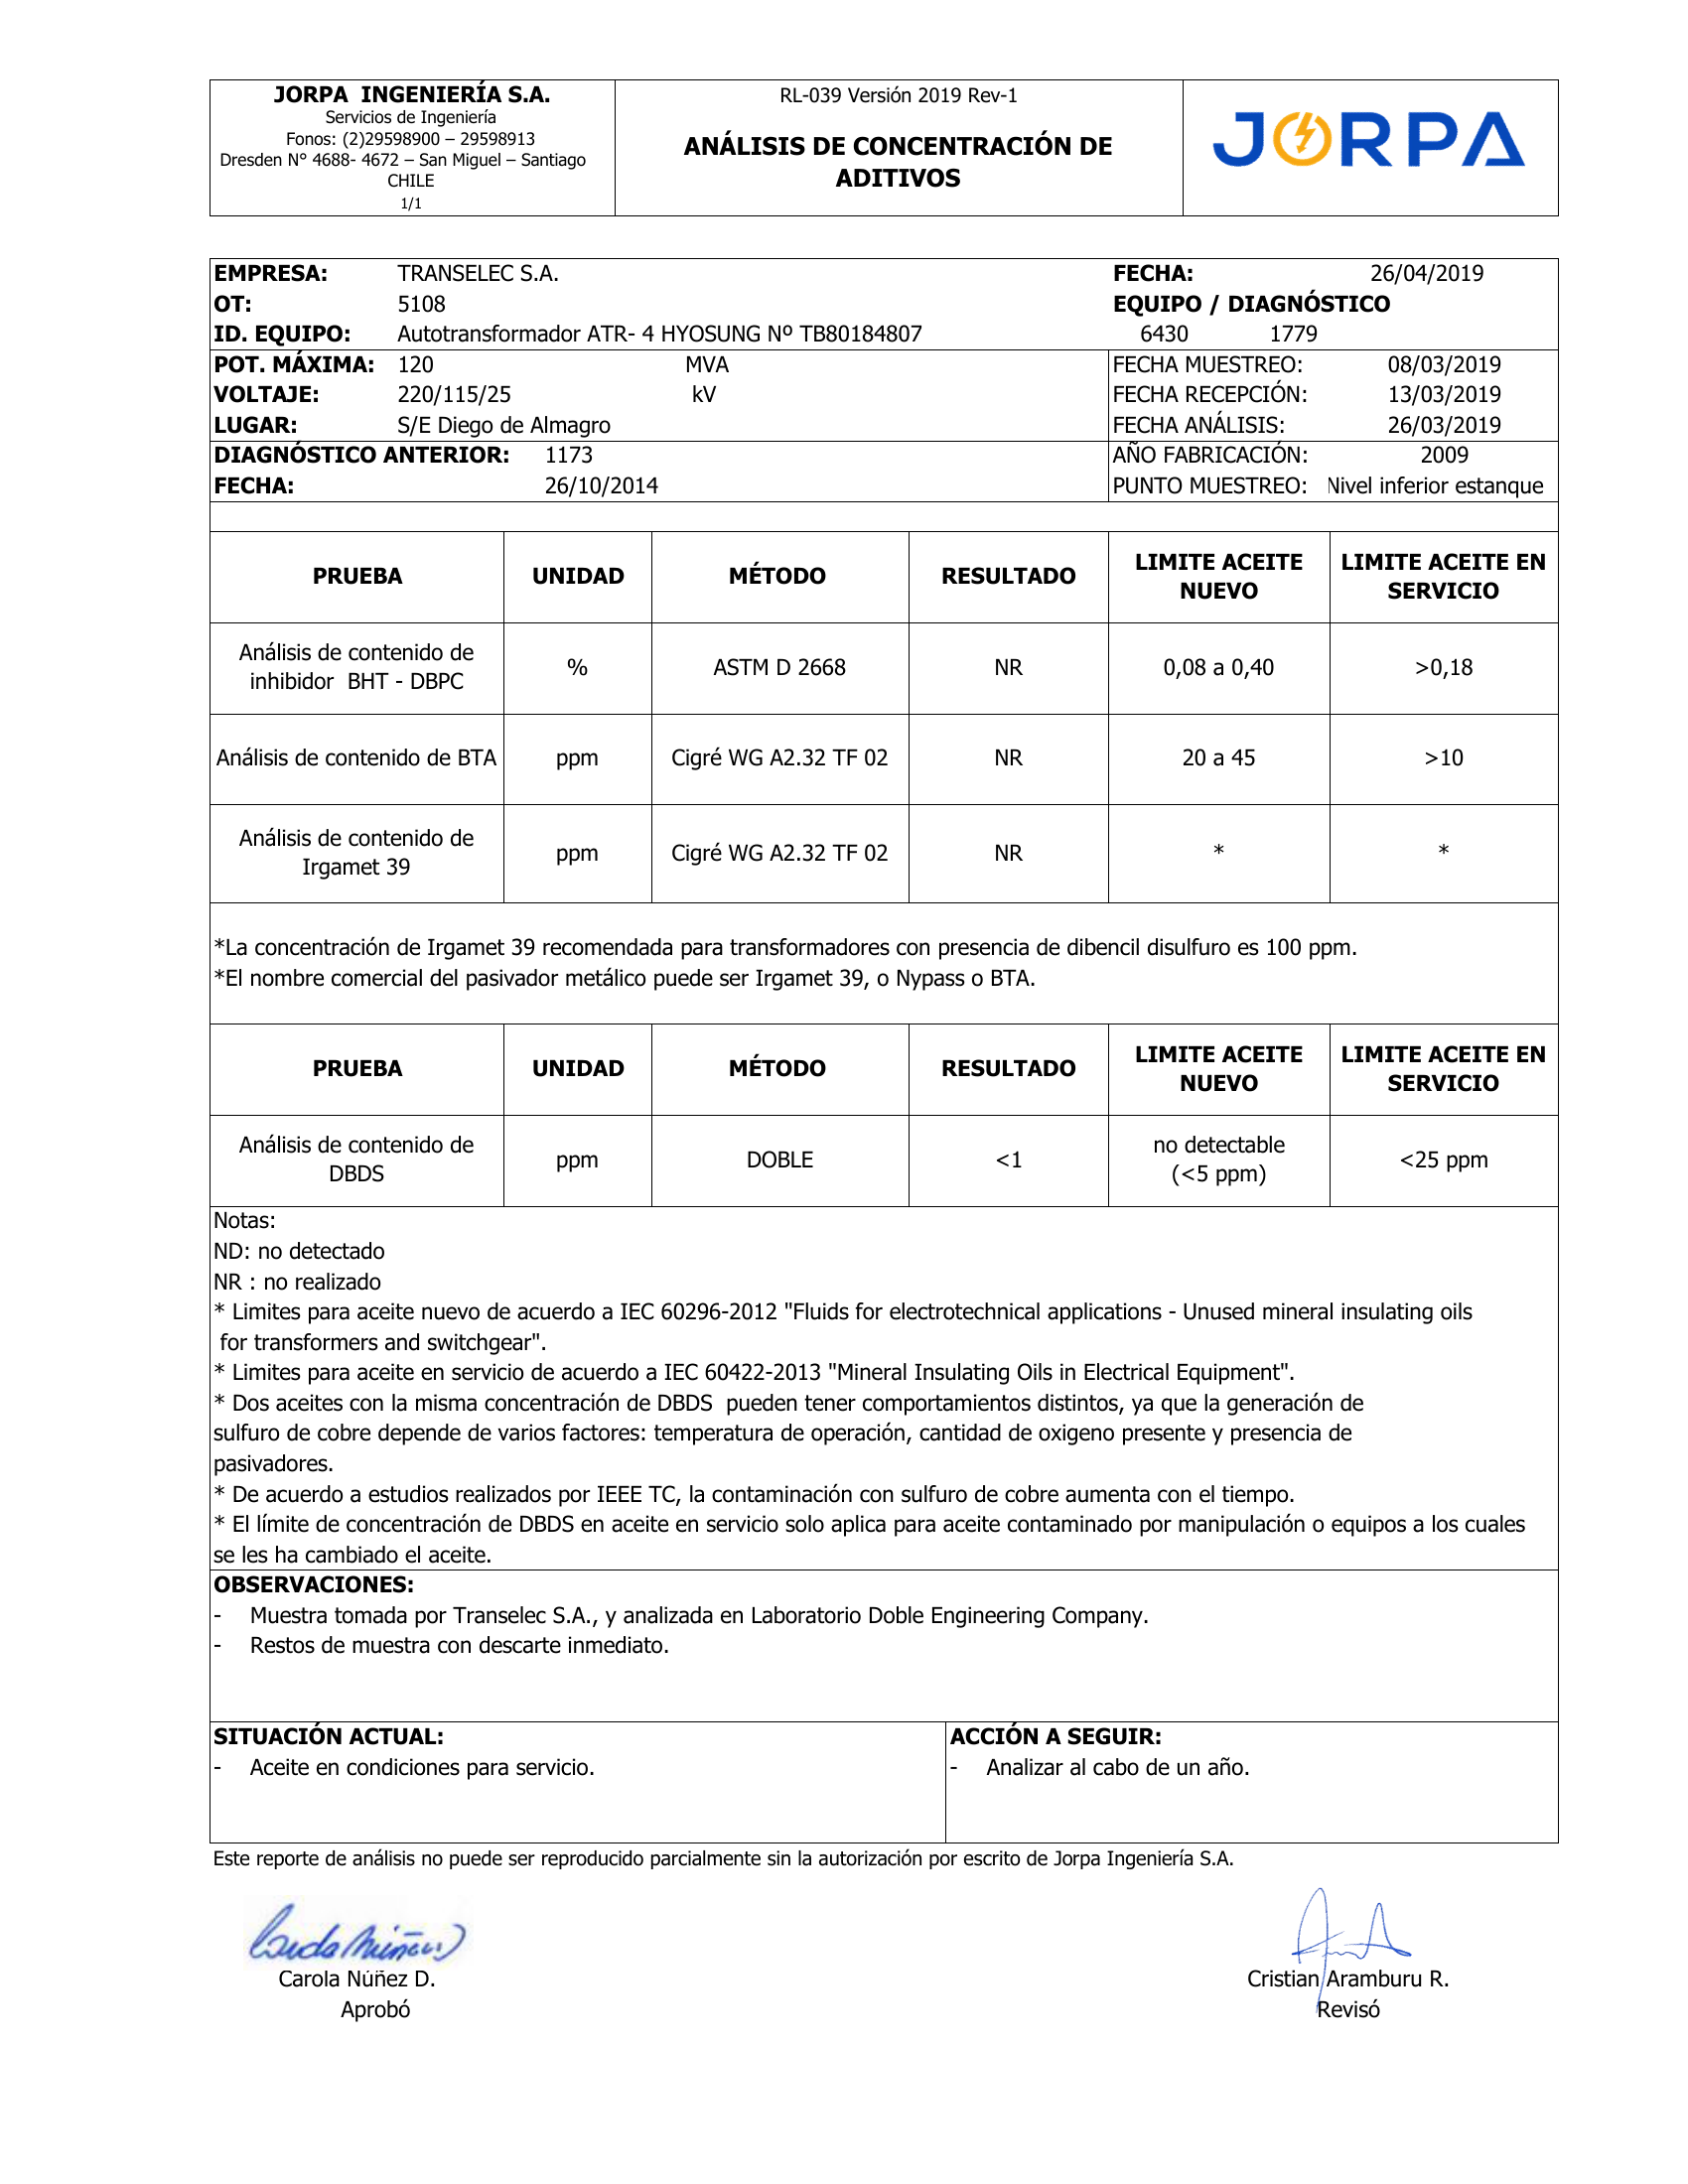 JORPA INGENIERÍA S.A.
Servicios de Ingeniería
Fonos: (2)29598900 – 29598913
Dresden N° 4688- 4672 – San Miguel – Santiago
CHILE
1/1
RL-039 Versión 2019 Rev-1
ANÁLISIS DE CONCENTRACIÓN DE
ADITIVOS
JORPA
EMPRESA: TRANSELEC S.A. FECHA: 26/04/2019
OT: 5108 EQUIPO / DIAGNÓSTICO
ID. EQUIPO: Autotransformador ATR- 4 HYOSUNG Nº TB80184807 6430 1779
POT. MÁXIMA: 120 MVA FECHA MUESTREO: 08/03/2019
VOLTAJE: 220/115/25 kV FECHA RECEPCIÓN: 13/03/2019
LUGAR: S/E Diego de Almagro FECHA ANÁLISIS: 26/03/2019
DIAGNÓSTICO ANTERIOR: 1173 AÑO FABRICACIÓN: 2009
FECHA: 26/10/2014 PUNTO MUESTREO: Nivel inferior estanque
PRUEBA UNIDAD MÉTODO RESULTADO LIMITE ACEITE NUEVO LIMITE ACEITE EN SERVICIO
Análisis de contenido de inhibidor BHT - DBPC % ASTM D 2668 NR 0,08 a 0,40 >0,18
Análisis de contenido de BTA ppm Cigré WG A2.32 TF 02 NR 20 a 45 >10
Análisis de contenido de Irgamet 39 ppm Cigré WG A2.32 TF 02 NR * *
*La concentración de Irgamet 39 recomendada para transformadores con presencia de dibencil disulfuro es 100 ppm.
*El nombre comercial del pasivador metálico puede ser Irgamet 39, o Nypass o BTA.
PRUEBA UNIDAD MÉTODO RESULTADO LIMITE ACEITE NUEVO LIMITE ACEITE EN SERVICIO
Análisis de contenido de DBDS ppm DOBLE <1 no detectable (<5 ppm) <25 ppm
Notas:
ND: no detectado
NR : no realizado
* Limites para aceite nuevo de acuerdo a IEC 60296-2012 "Fluids for electrotechnical applications - Unused mineral insulating oils
for transformers and switchgear".
* Limites para aceite en servicio de acuerdo a IEC 60422-2013 "Mineral Insulating Oils in Electrical Equipment".
* Dos aceites con la misma concentración de DBDS pueden tener comportamientos distintos, ya que la generación de
sulfuro de cobre depende de varios factores: temperatura de operación, cantidad de oxigeno presente y presencia de
pasivadores.
* De acuerdo a estudios realizados por IEEE TC, la contaminación con sulfuro de cobre aumenta con el tiempo.
* El límite de concentración de DBDS en aceite en servicio solo aplica para aceite contaminado por manipulación o equipos a los cuales
se les ha cambiado el aceite.
OBSERVACIONES:
- Muestra tomada por Transelec S.A., y analizada en Laboratorio Doble Engineering Company.
- Restos de muestra con descarte inmediato.
SITUACIÓN ACTUAL: ACCIÓN A SEGUIR:
- Aceite en condiciones para servicio. - Analizar al cabo de un año.
Este reporte de análisis no puede ser reproducido parcialmente sin la autorización por escrito de Jorpa Ingeniería S.A.
Carola Núñez D. Cristian Aramburu R.
Aprobó Revisó